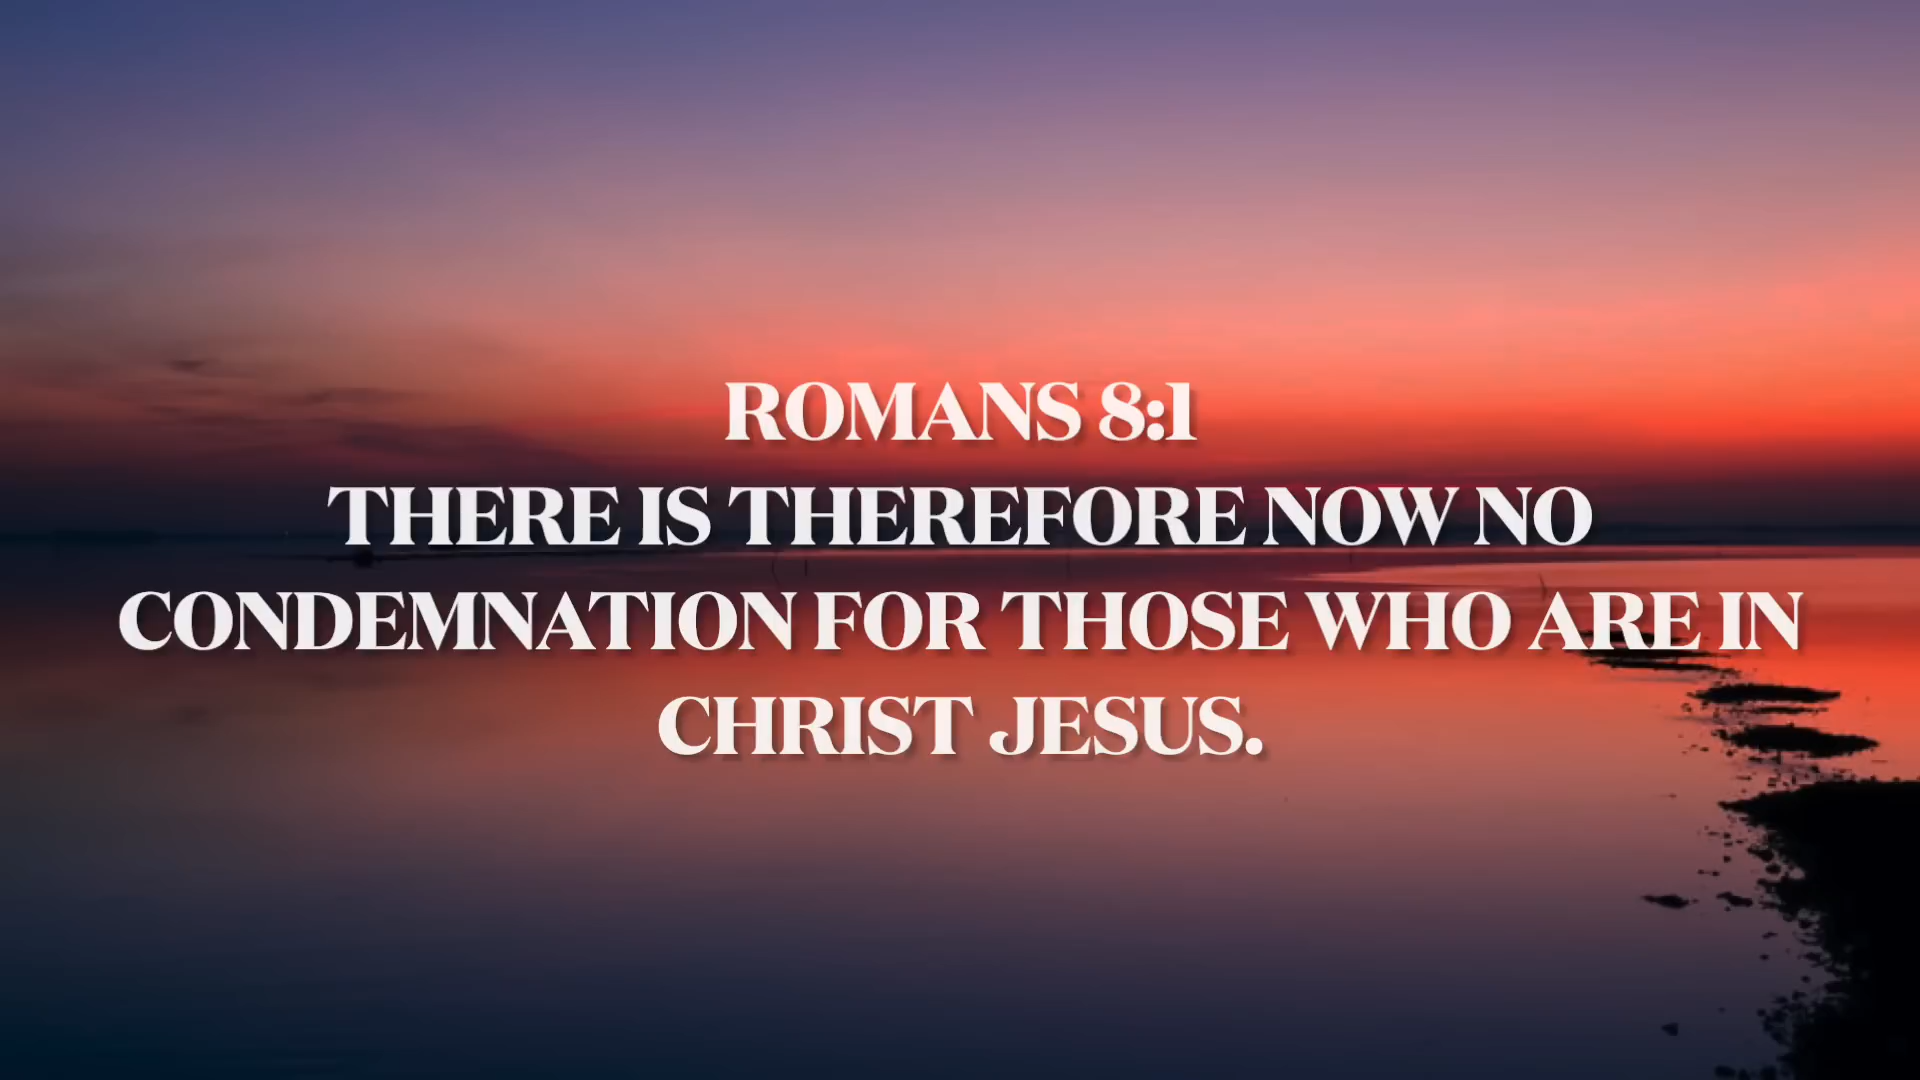 ROMANS 8:1
THERE IS THEREFORE NOW NO
CONDEMNATION FOR THOSE WHO ARE IN
CHRIST JESUS.